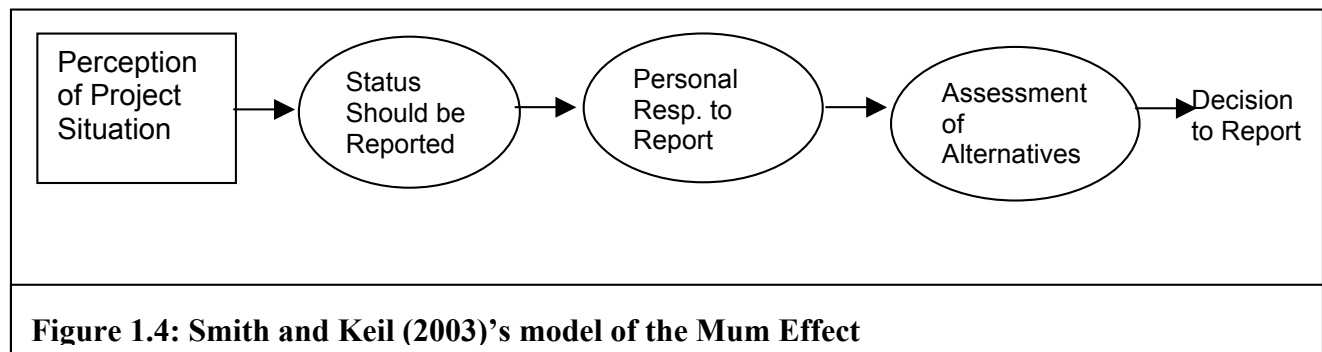 Perception
of Project
Situation
Status
Should be
Reported
Personal
Resp. to
Report
Assessment
of
Alternatives
Decision
to Report
Figure 1.4: Smith and Keil (2003)’s model of the Mum Effect